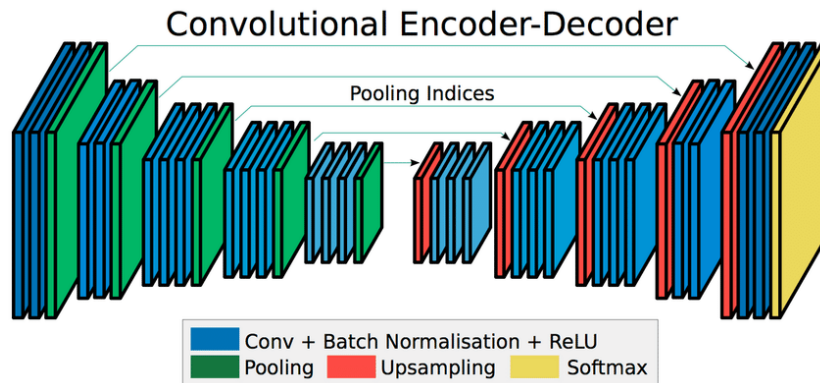 Convolutional Encoder-Decoder
Pooling Indices
Conv + Batch Normalisation + ReLU
Pooling Upsampling Softmax